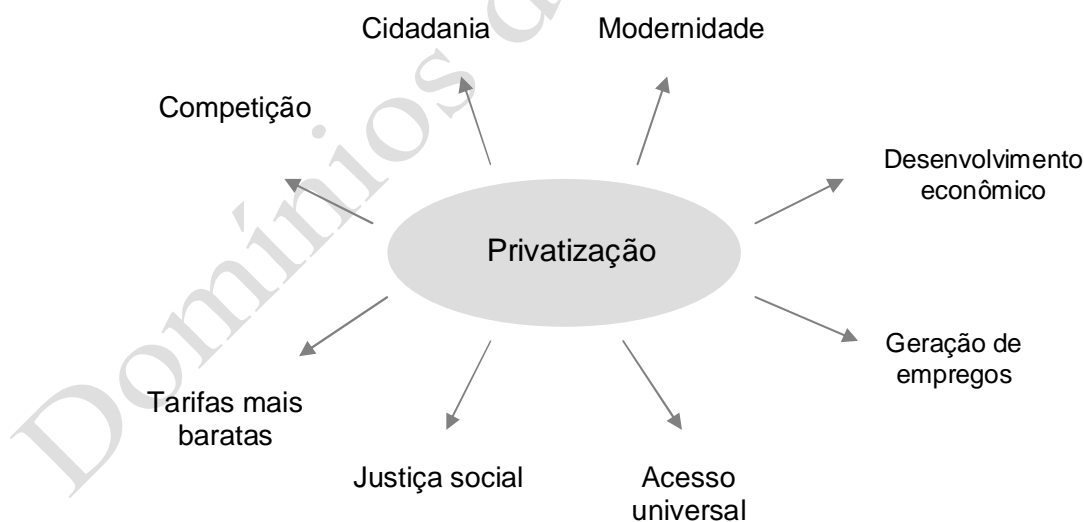 Cidadania
Modernidade
Competição
Desenvolvimento
econômico
Privatização
Geração de
empregos
Tarifas mais
baratas
Justiça social
Acesso
universal
Domínios d